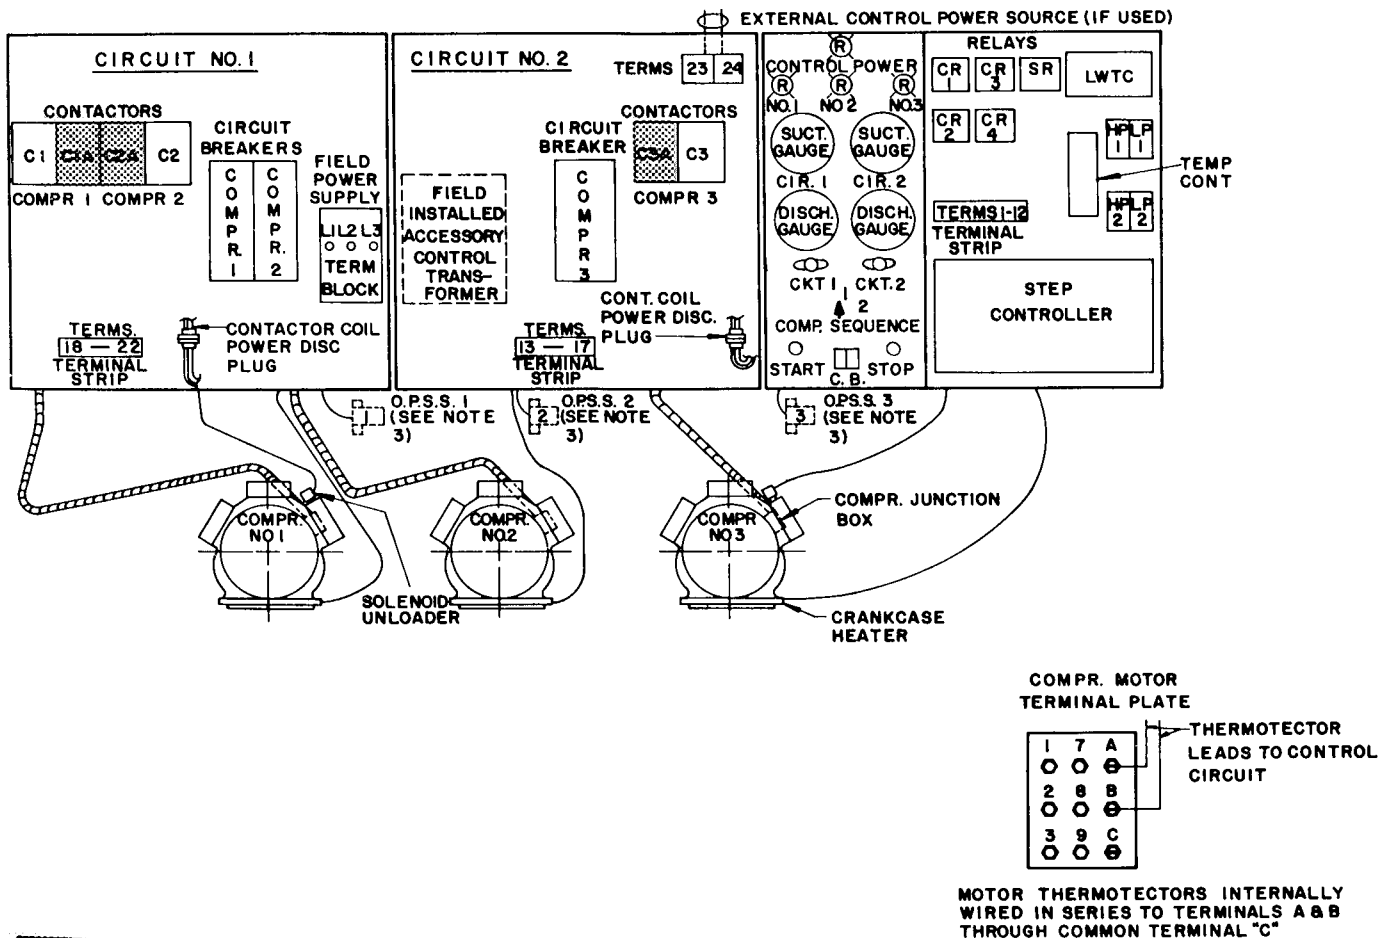 EXTERNAL CONTROL POWER SOURCE (IF USED)
CIRCUIT NO. 1
CONTACTORS
C1 C1A C2A C2
COMPR 1 COMPR 2
CIRCUIT
BREAKERS
COMPR. 1
COMPR. 2
FIELD
POWER
SUPPLY
L1 L2 L3
TERM
BLOCK
TERMS.
18 — 22
TERMINAL
STRIP
CONTACTOR COIL
POWER DISC
PLUG
CIRCUIT NO. 2
TERMS 23 24
CONTACTORS
C3A C3
COMPR 3
CIRCUIT
BREAKER
COMPR 3
FIELD
INSTALLED
ACCESSORY
CONTROL
TRANS-
FORMER
CONT. COIL
POWER DISC.
PLUG
TERMS.
13 — 17
TERMINAL
STRIP
R
CONTROL POWER
R R R
NO. 1 NO 2 NO.3
SUCT. GAUGE
SUCT. GAUGE
CIR. 1 CIR. 2
DISCH. GAUGE
DISCH. GAUGE
CKT 1 CKT. 2
1
2
COMP. SEQUENCE
START STOP
C. B.
RELAYS
CR 1
CR 3
SR
LWTC
CR 2
CR 4
HP 1
LP 1
TEMP
CONT
HP 2
LP 2
TERMS 1-12
TERMINAL
STRIP
STEP
CONTROLLER
1
O.P.S.S. 1
(SEE NOTE
3)
2
O.P.S.S. 2
(SEE NOTE
3)
3
O.P.S.S. 3
(SEE NOTE
3)
COMPR.
NO.1
COMPR.
NO.2
COMPR
NO.3
COMPR. JUNCTION
BOX
SOLENOID
UNLOADER
CRANKCASE
HEATER
COMPR. MOTOR
TERMINAL PLATE
1 7 A
2 8 B
3 9 C
THERMOTECTOR
LEADS TO CONTROL
CIRCUIT
MOTOR THERMOTECTORS INTERNALLY
WIRED IN SERIES TO TERMINALS A & B
THROUGH COMMON TERMINAL "C"